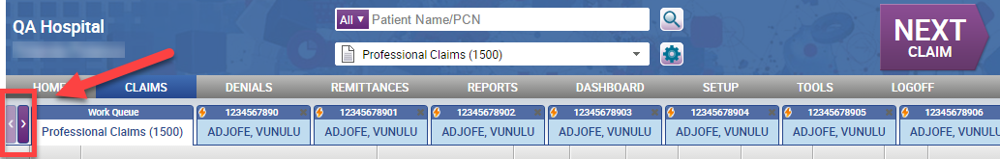 QA Hospital
All Patient Name/PCN
Professional Claims (1500)
NEXT
CLAIM
HOME CLAIMS DENIALS REMITTANCES REPORTS DASHBOARD SETUP TOOLS LOGOFF
Work Queue 12345678890 12345678901 12345678902 12345678903 12345678904 12345678905 12345678906
Professional Claims (1500) ADJOFE, VUNULU ADJOFE, VUNULU ADJOFE, VUNULU ADJOFE, VUNULU ADJOFE, VUNULU ADJOFE, VUNULU ADJOFE, VUNULU